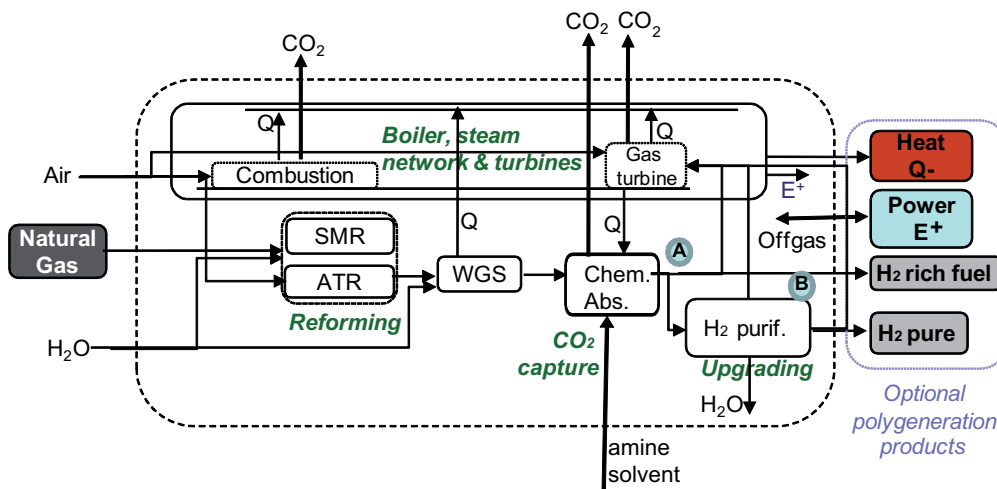 CO2
CO2
CO2
Q
Boiler, steam
network & turbines
Q
Gas
turbine
Combustion
Air
Heat
Q-
E+
Power
E+
Offgas
Natural
Gas
SMR
ATR
Reforming
Q
WGS
Q
Chem.
Abs.
A
B
H2 rich fuel
H2 purif.
H2 pure
H2O
CO2
capture
Upgrading
H2O
Optional
polygeneration
products
amine
solvent